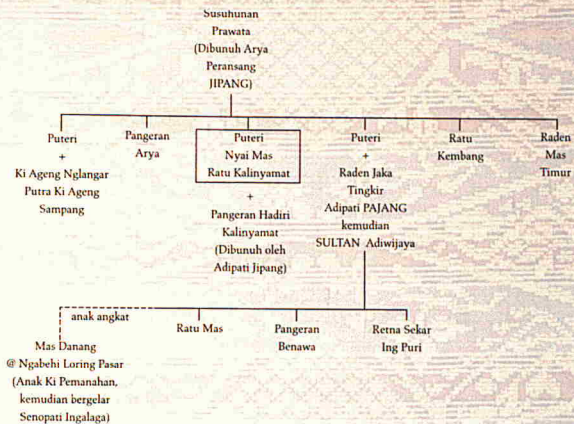 Susuhunan
Prawata
(Dibunuh Arya
Peransang
JIPANG)
Puteri
+
Ki Ageng Nglangar
Putra Ki Ageng
Sampang
Pangeran
Arya
Puteri
Nyai Mas
Ratu Kalinyamat
+
Pangeran Hadiri
Kalinyamat
(Dibunuh oleh
Adipati Jipang)
Puteri
+
Raden Jaka
Tingkir
Adipati PAJANG
kemudian
SULTAN Adiwijaya
Ratu
Kembang
Raden
Mas
Timur
anak angkat
Mas Danang
@ Ngabehi Loring Pasar
(Anak Ki Pemanahan,
kemudian bergelar
Senopati Ingalaga)
Ratu Mas
Pangeran
Benawa
Retna Sekar
Ing Puri